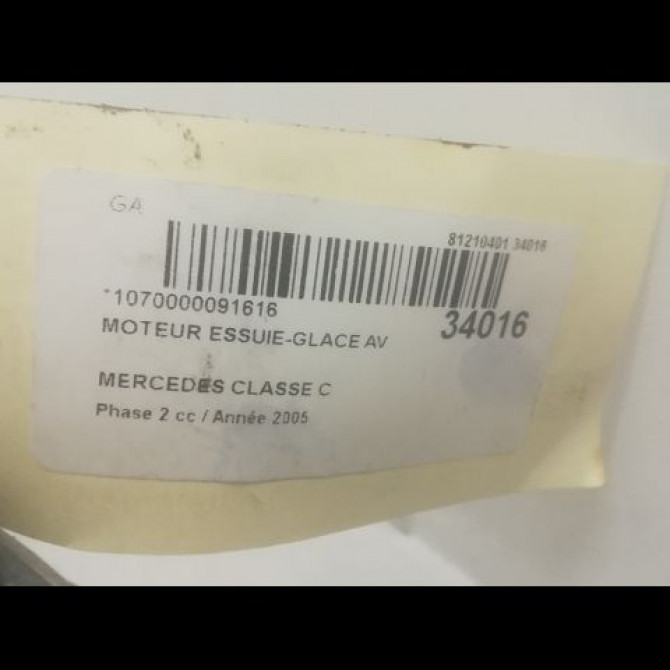 GA
81210401 34016
*1070000091616
34016
MOTEUR ESSUIE-GLACE AV
MERCEDES CLASSE C
Phase 2 cc / Année 2005